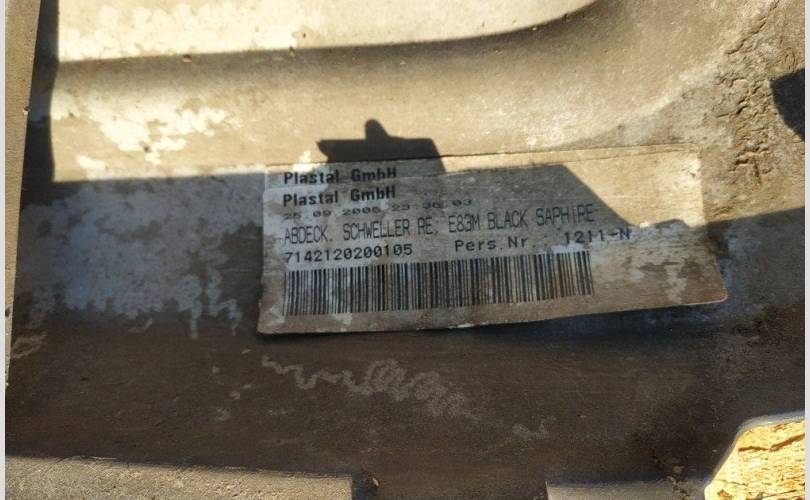 Plastal GmbH
Plastal GmbH
25.09.2006 23:36:03
ABDECK. SCHWELLER RE. E83M BLACK SAPHIRE
7142120200105 Pers.Nr.: 1211-N